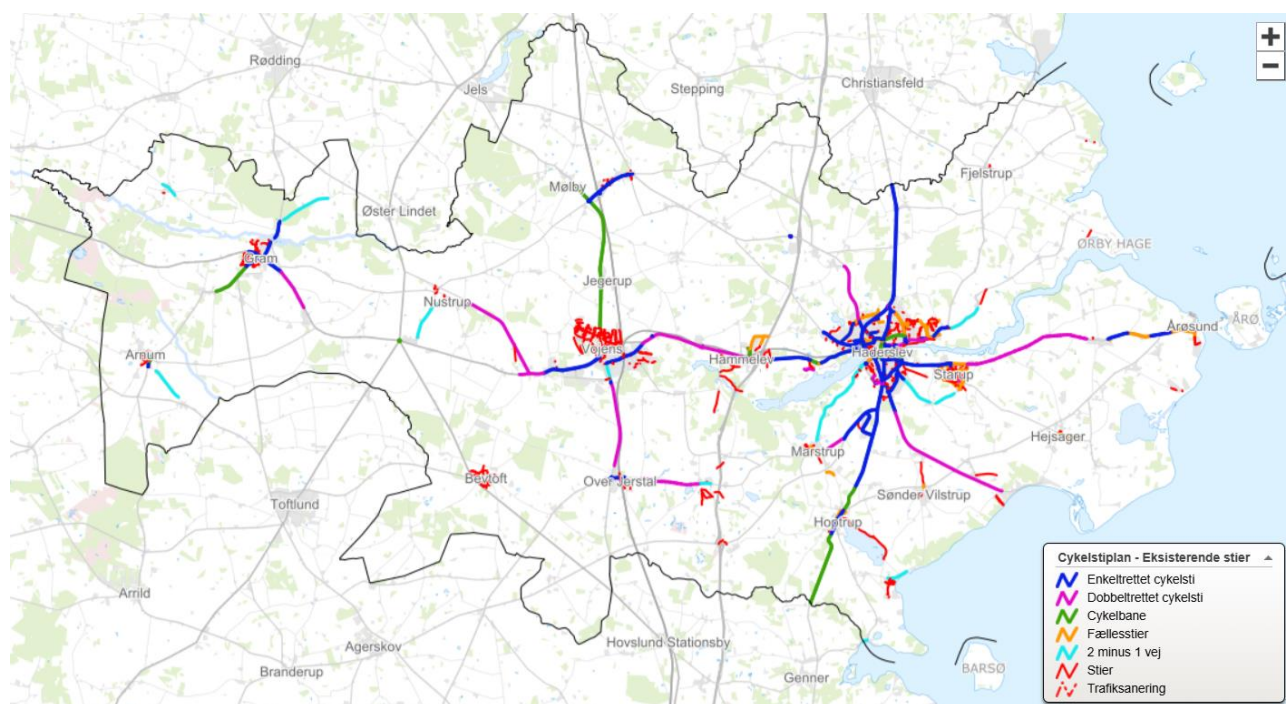 +
−
Rødding
Jels
Stepping
Christiansfeld
Mølby
Fjelstrup
Øster Lindet
ØRBY HAGE
Gram
Jegerup
Nustrup
ÅRØ
Årøsund
Arnum
Vojens
Hammelev
Haderslev
Starup
Hejsager
Marstrup
Bevtoft
Over Jerstal
Sønder Vilstrup
Toftlund
Hoptrup
Arrild
Hovslund Stationsby
Agerskov
Branderup
Genner
BARSØ
Cykelstiplan - Eksisterende stier
Enkeltrettet cykelsti
Dobbeltrettet cykelsti
Cykelbane
Fællesstier
2 minus 1 vej
Stier
Trafiksanering